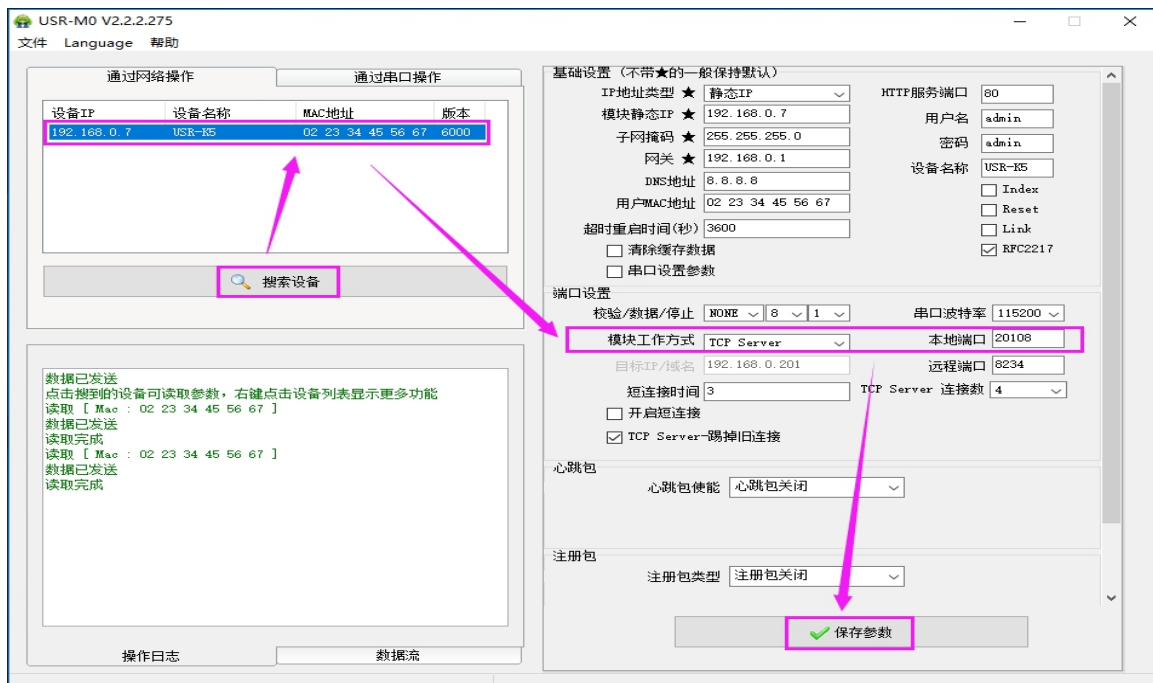 USR-M0 V2.2.2.275
文件 Language 帮助
通过网络操作 通过串口操作
设备IP 设备名称 MAC地址 版本
192.168.0.7 USR-K5 02 23 34 45 56 67 6000
搜索设备
数据已发送
点击搜到的设备可读取参数，右键点击设备列表显示更多功能
读取 [ Mac : 02 23 34 45 56 67 ]
数据已发送
读取完成
读取 [ Mac : 02 23 34 45 56 67 ]
数据已发送
读取完成
操作日志 数据流
基础设置 (不带★的一般保持默认)
IP地址类型 ★ 静态IP HTTP服务端口 80
模块静态IP ★ 192.168.0.7 用户名 admin
子网掩码 ★ 255.255.255.0 密码 admin
网关 ★ 192.168.0.1 设备名称 USR-K5
DNS地址 8.8.8.8 Index
用户MAC地址 02 23 34 45 56 67 Reset
超时重启时间(秒) 3600 Link
清除缓存数据 RFC2217
串口设置参数
端口设置
校验/数据/停止 NONE 8 1 串口波特率 115200
模块工作方式 TCP Server 本地端口 20108
目标IP/域名 192.168.0.201 远程端口 8234
短连接时间 3 TCP Server 连接数 4
开启短连接
TCP Server-踢掉旧连接
心跳包
心跳包使能 心跳包关闭
注册包
注册包类型 注册包关闭
保存参数